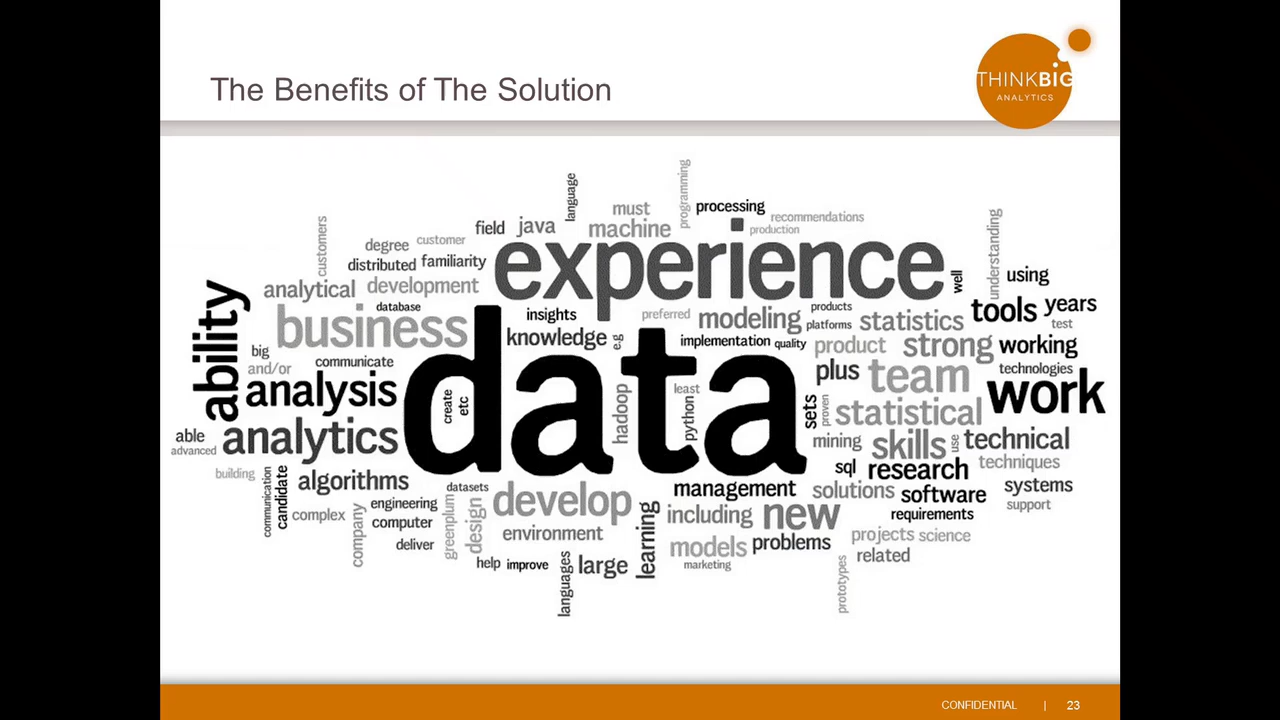 The Benefits of The Solution
THINKBIG
ANALYTICS
language
programming
must
processing
recommendations
field
java
machine
production
customers
degree
customer
experience
understanding
distributed
familiarity
well
using
analytical
development
ability
database
insights
preferred
modeling
products
platforms
statistics
tools
years
test
business
knowledge
e.g
implementation
quality
product
strong
working
big
and/or
communicate
data
plus
team
technologies
analysis
create
etc
hadoop
least
python
sets
proven
statistical
work
able
advanced
analytics
mining
skills
use
technical
building
communication
candidate
algorithms
sql
research
techniques
datasets
develop
management
solutions
software
systems
support
complex
company
engineering
computer
greenplum
design
environment
learning
including
new
requirements
deliver
models
problems
projects
science
help
improve
languages
large
marketing
related
prototypes
CONFIDENTIAL | 23